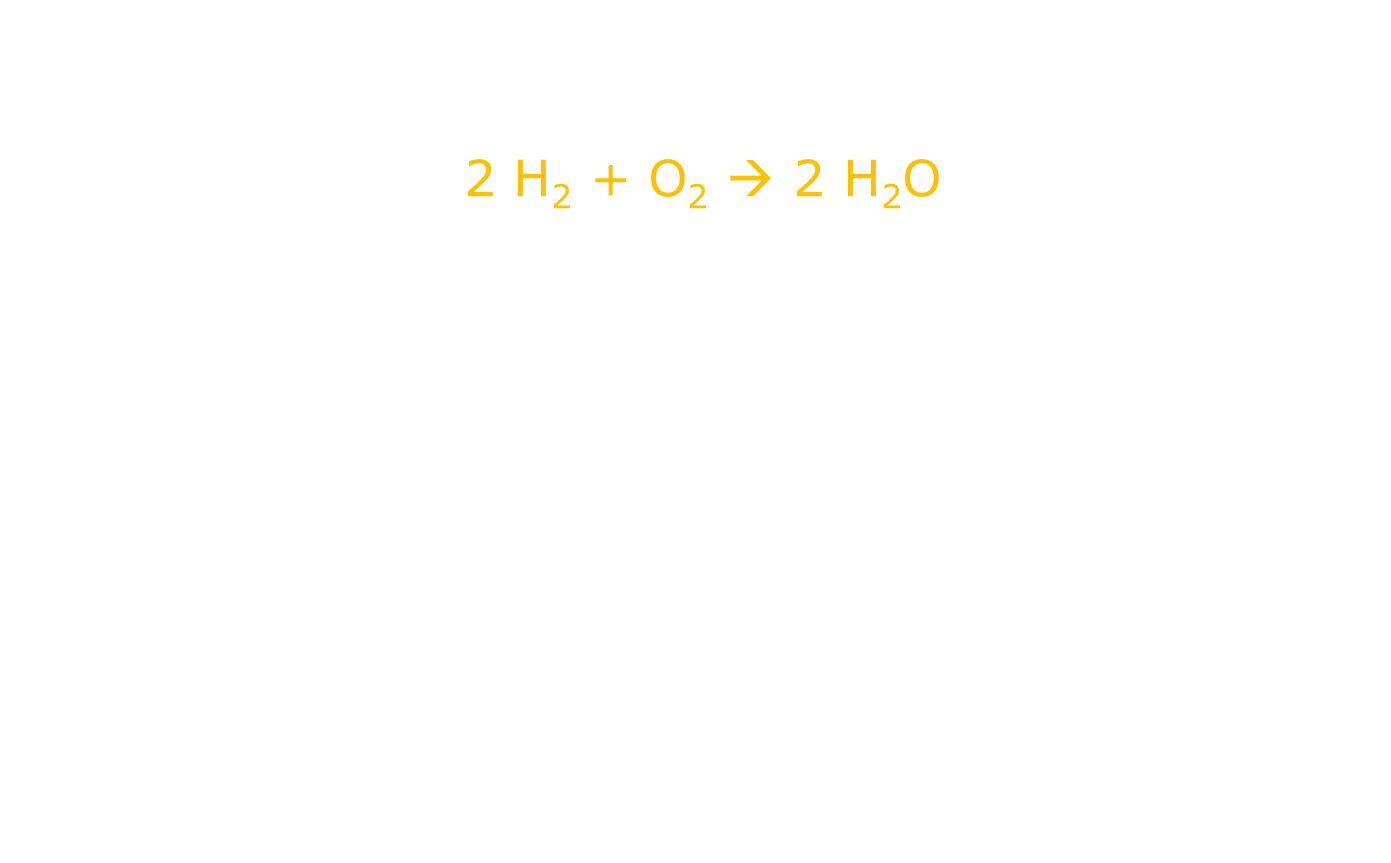 2 H₂ + O₂ → 2 H₂O